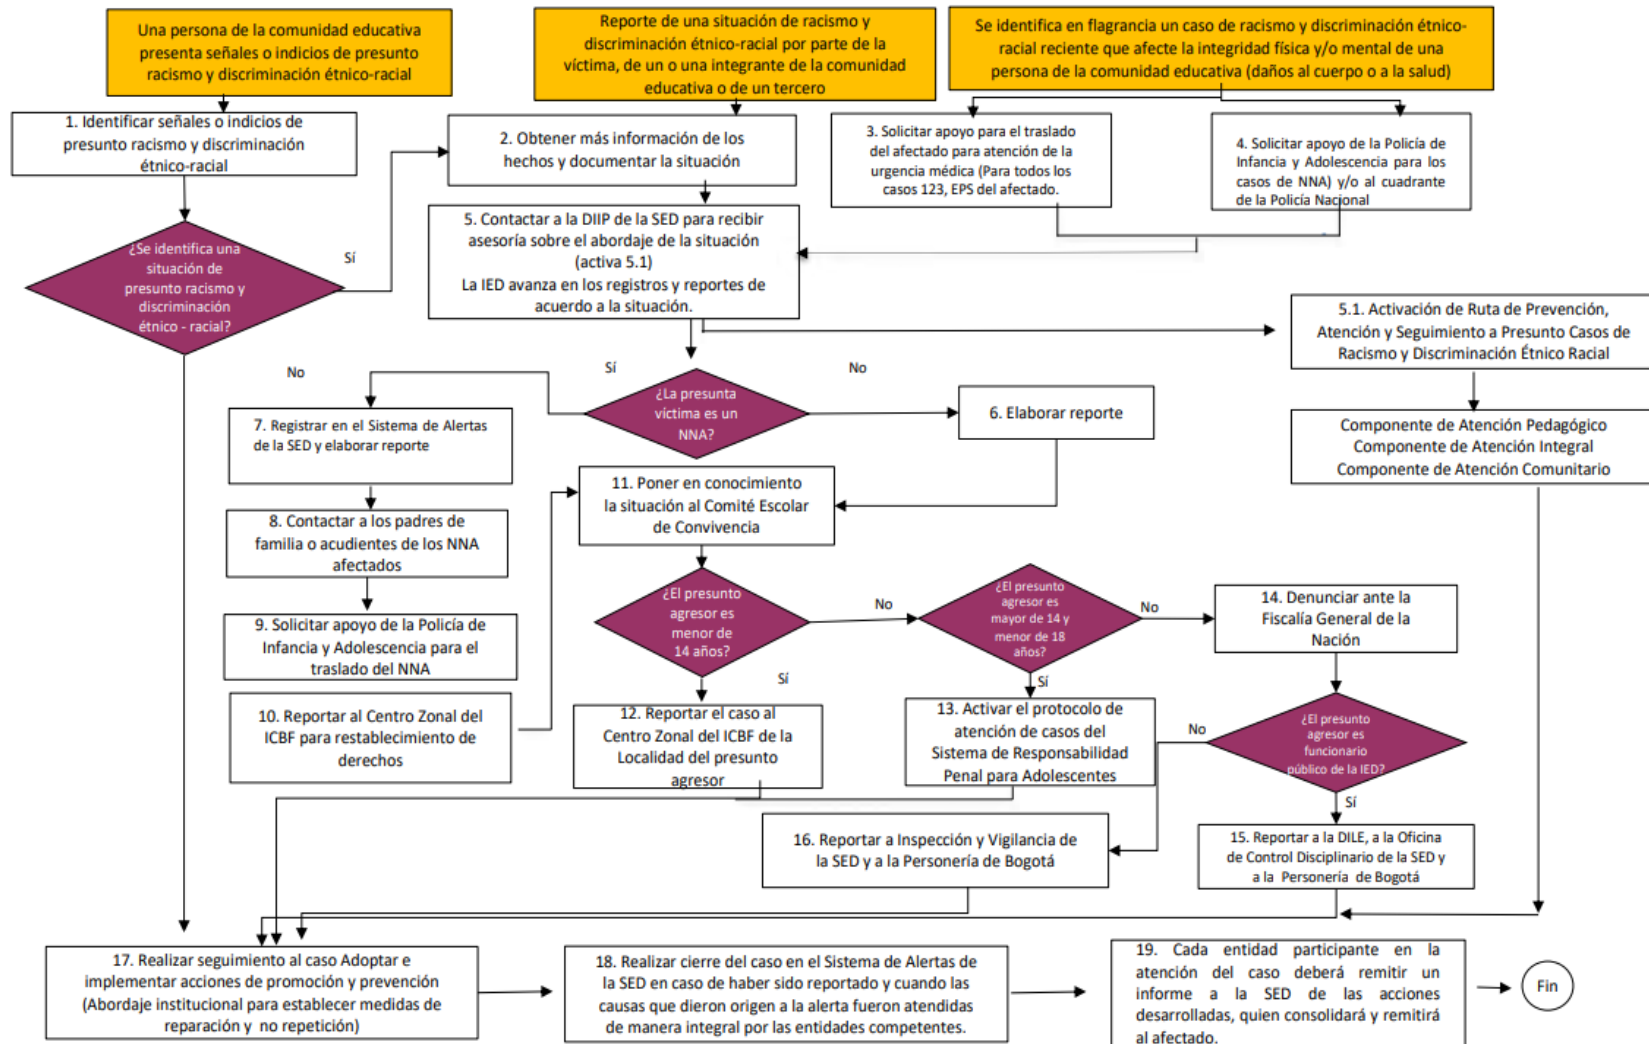 Una persona de la comunidad educativa
presenta señales o indicios de presunto
racismo y discriminación étnico-racial
Reporte de una situación de racismo y
discriminación étnico-racial por parte de la
víctima, de un o una integrante de la comunidad
educativa o de un tercero
Se identifica en flagrancia un caso de racismo y discriminación étnico-
racial reciente que afecte la integridad física y/o mental de una
persona de la comunidad educativa (daños al cuerpo o a la salud)
1. Identificar señales o indicios de
presunto racismo y discriminación
étnico-racial
2. Obtener más información de los
hechos y documentar la situación
3. Solicitar apoyo para el traslado
del afectado para atención de la
urgencia médica (Para todos los
casos 123, EPS del afectado.
4. Solicitar apoyo de la Policía de
Infancia y Adolescencia para los
casos de NNA) y/o al cuadrante
de la Policía Nacional
¿Se identifica una
situación de
presunto racismo y
discriminación
étnico - racial?
Sí
5. Contactar a la DIIP de la SED para recibir
asesoría sobre el abordaje de la situación
(activa 5.1)
La IED avanza en los registros y reportes de
acuerdo a la situación.
5.1. Activación de Ruta de Prevención,
Atención y Seguimiento a Presunto Casos de
Racismo y Discriminación Étnico Racial
No
Sí
No
¿La presunta
víctima es un
NNA?
6. Elaborar reporte
7. Registrar en el Sistema de Alertas
de la SED y elaborar reporte
Componente de Atención Pedagógico
Componente de Atención Integral
Componente de Atención Comunitario
11. Poner en conocimiento
la situación al Comité Escolar
de Convivencia
8. Contactar a los padres de
familia o acudientes de los NNA
afectados
¿El presunto
agresor es
menor de
14 años?
No
¿El presunto
agresor es
mayor de 14 y
menor de 18
años?
No
14. Denunciar ante la
Fiscalía General de la
Nación
9. Solicitar apoyo de la Policía de
Infancia y Adolescencia para el
traslado del NNA
Sí
Sí
10. Reportar al Centro Zonal del
ICBF para restablecimiento de
derechos
12. Reportar el caso al
Centro Zonal del ICBF de la
Localidad del presunto
agresor
13. Activar el protocolo de
atención de casos del
Sistema de Responsabilidad
Penal para Adolescentes
No
¿El presunto
agresor es
funcionario
público de la IED?
Sí
16. Reportar a Inspección y Vigilancia de
la SED y a la Personería de Bogotá
15. Reportar a la DILE, a la Oficina
de Control Disciplinario de la SED y
a la Personería de Bogotá
17. Realizar seguimiento al caso Adoptar e
implementar acciones de promoción y prevención
(Abordaje institucional para establecer medidas de
reparación y no repetición)
18. Realizar cierre del caso en el Sistema de Alertas de
la SED en caso de haber sido reportado y cuando las
causas que dieron origen a la alerta fueron atendidas
de manera integral por las entidades competentes.
19. Cada entidad participante en la
atención del caso deberá remitir un
informe a la SED de las acciones
desarrolladas, quien consolidará y remitirá
al afectado.
Fin